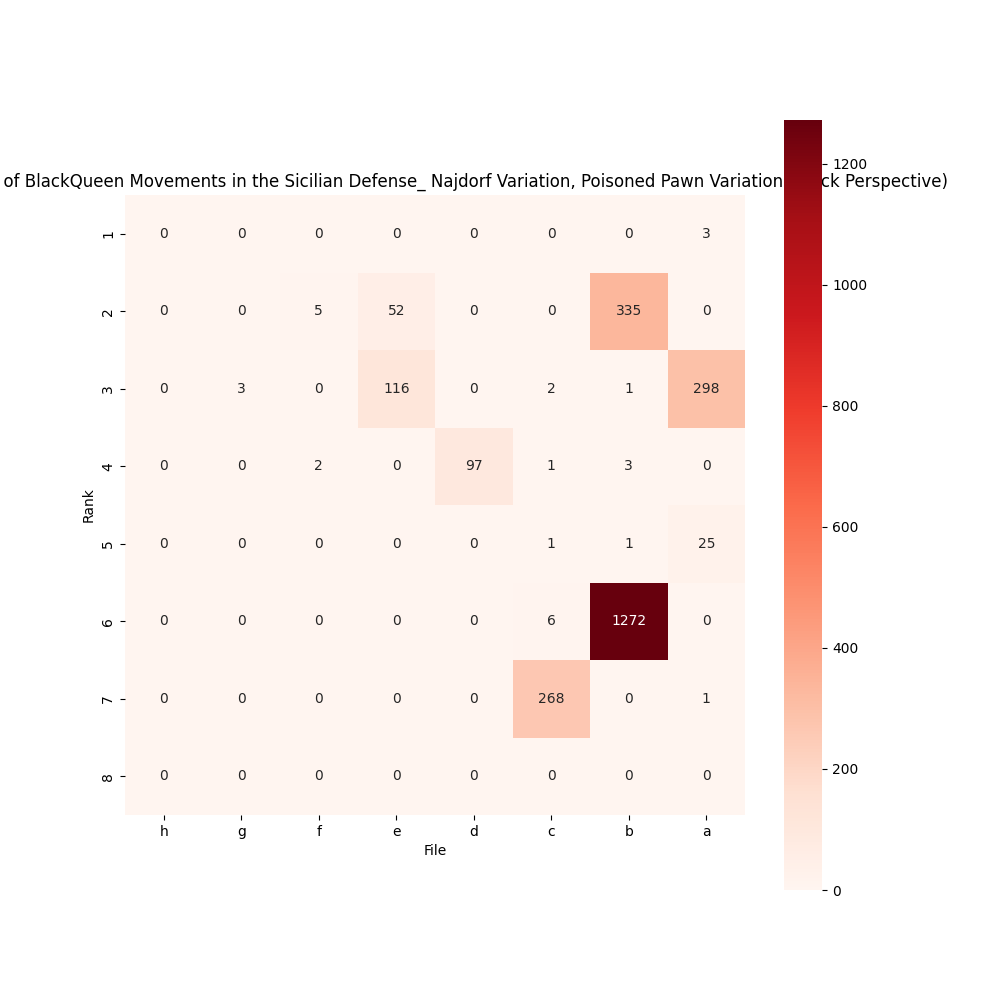 of BlackQueen Movements in the Sicilian Defense_ Najdorf Variation, Poisoned Pawn Variation ck Perspective)
1200
1 0 0 0 0 0 0 0 3
1000
2 0 0 5 52 0 0 335 0
3 0 3 0 116 0 2 1 298
800
4 0 0 2 0 97 1 3 0
Rank
600
5 0 0 0 0 0 1 1 25
6 0 0 0 0 0 6 1272 0
400
7 0 0 0 0 0 268 0 1
200
8 0 0 0 0 0 0 0 0
h g f e d c b a
File
0